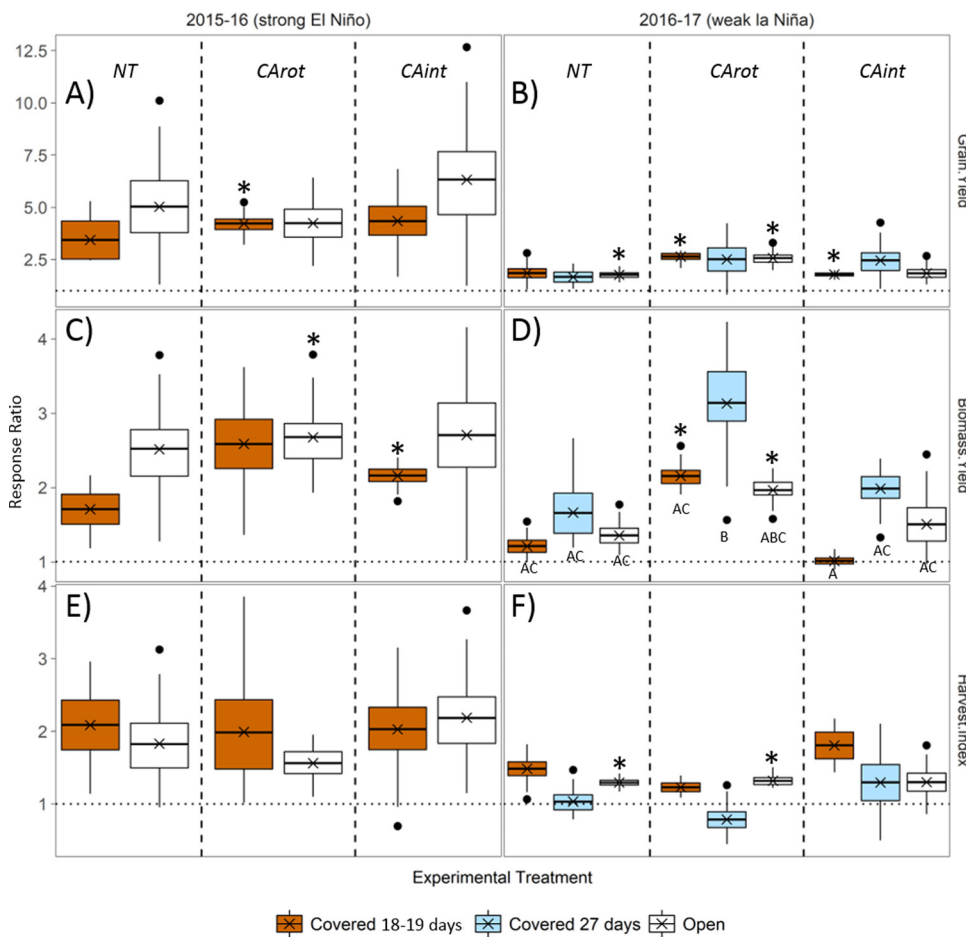 2015-16 (strong El Niño) 2016-17 (weak la Niña)
NT CArot CAint NT CArot CAint
A) B)
12.5
10.0
7.5
5.0
2.5
* * * * *
Grain.Yield
C) D)
4
3
2
1
* * * *
AC AC AC AC B ABC A AC AC
Biomass.Yield
Response Ratio
E) F)
4
3
2
1
* *
Harvest.Index
Experimental Treatment
Covered 18-19 days Covered 27 days Open